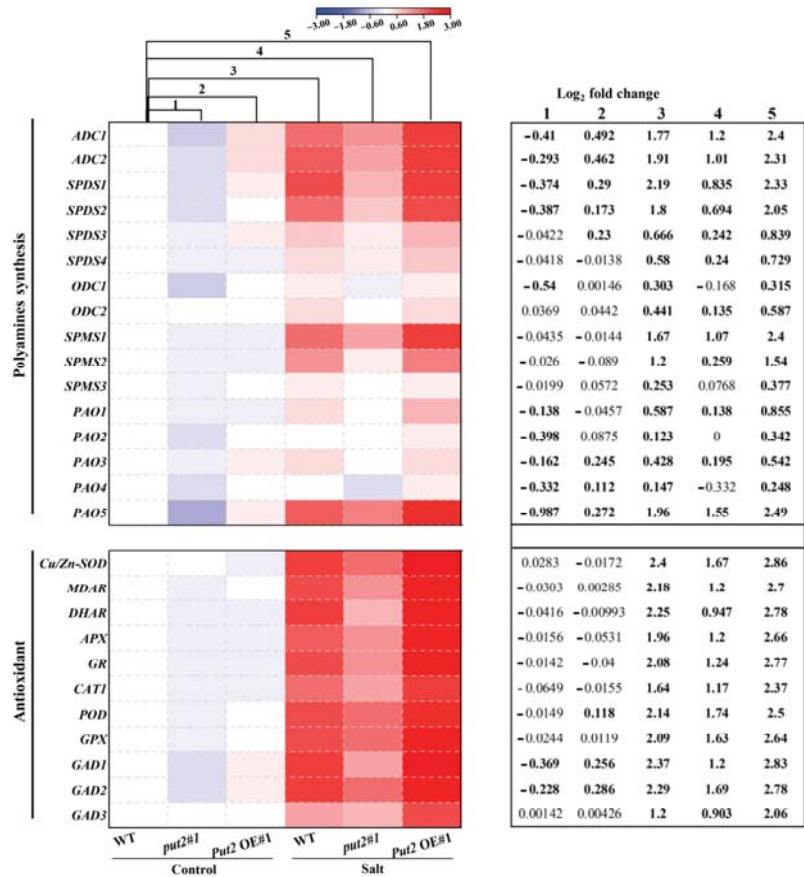 -3.00 -1.80 -0.60 0.60 1.80 3.00
5
4
3
2
1
Log2 fold change
1 2 3 4 5
Polyamines synthesis
ADC1 -0.41 0.492 1.77 1.2 2.4
ADC2 -0.293 0.462 1.91 1.01 2.31
SPDS1 -0.374 0.29 2.19 0.835 2.33
SPDS2 -0.387 0.173 1.8 0.694 2.05
SPDS3 -0.0422 0.23 0.666 0.242 0.839
SPDS4 -0.0418 -0.0138 0.58 0.24 0.729
ODC1 -0.54 0.00146 0.303 -0.168 0.315
ODC2 0.0369 0.0442 0.441 0.135 0.587
SPMS1 -0.0435 -0.0144 1.67 1.07 2.4
SPMS2 -0.026 -0.089 1.2 0.259 1.54
SPMS3 -0.0199 0.0572 0.253 0.0768 0.377
PAO1 -0.138 -0.0457 0.587 0.138 0.855
PAO2 -0.398 0.0875 0.123 0 0.342
PAO3 -0.162 0.245 0.428 0.195 0.542
PAO4 -0.332 0.112 0.147 -0.332 0.248
PAO5 -0.987 0.272 1.96 1.55 2.49
Antioxidant
Cu/Zn-SOD 0.0283 -0.0172 2.4 1.67 2.86
MDAR -0.0303 0.00285 2.18 1.2 2.7
DHAR -0.0416 -0.00993 2.25 0.947 2.78
APX -0.0156 -0.0531 1.96 1.2 2.66
GR -0.0142 -0.04 2.08 1.24 2.77
CAT1 -0.0649 -0.0155 1.64 1.17 2.37
POD -0.0149 0.118 2.14 1.74 2.5
GPX -0.0244 0.0119 2.09 1.63 2.64
GAD1 -0.369 0.256 2.37 1.2 2.83
GAD2 -0.228 0.286 2.29 1.69 2.78
GAD3 0.00142 0.00426 1.2 0.903 2.06
WT put2#1 Put2 OE#1 WT put2#1 Put2 OE#1
Control Salt